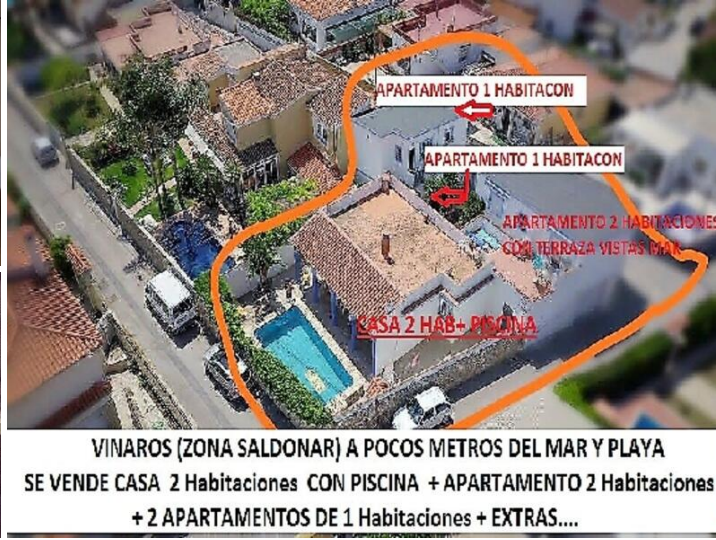 APARTAMENTO 1 HABITACON
APARTAMENTO 1 HABITACON
APARTAMENTO 2 HABITACIONES
CON TERRAZA VISTAS MAR
CASA 2 HAB+ PISCINA
VINAROS (ZONA SALDONAR) A POCOS METROS DEL MAR Y PLAYA
SE VENDE CASA 2 Habitaciones CON PISCINA + APARTAMENTO 2 Habitaciones
+ 2 APARTAMENTOS DE 1 Habitaciones + EXTRAS....